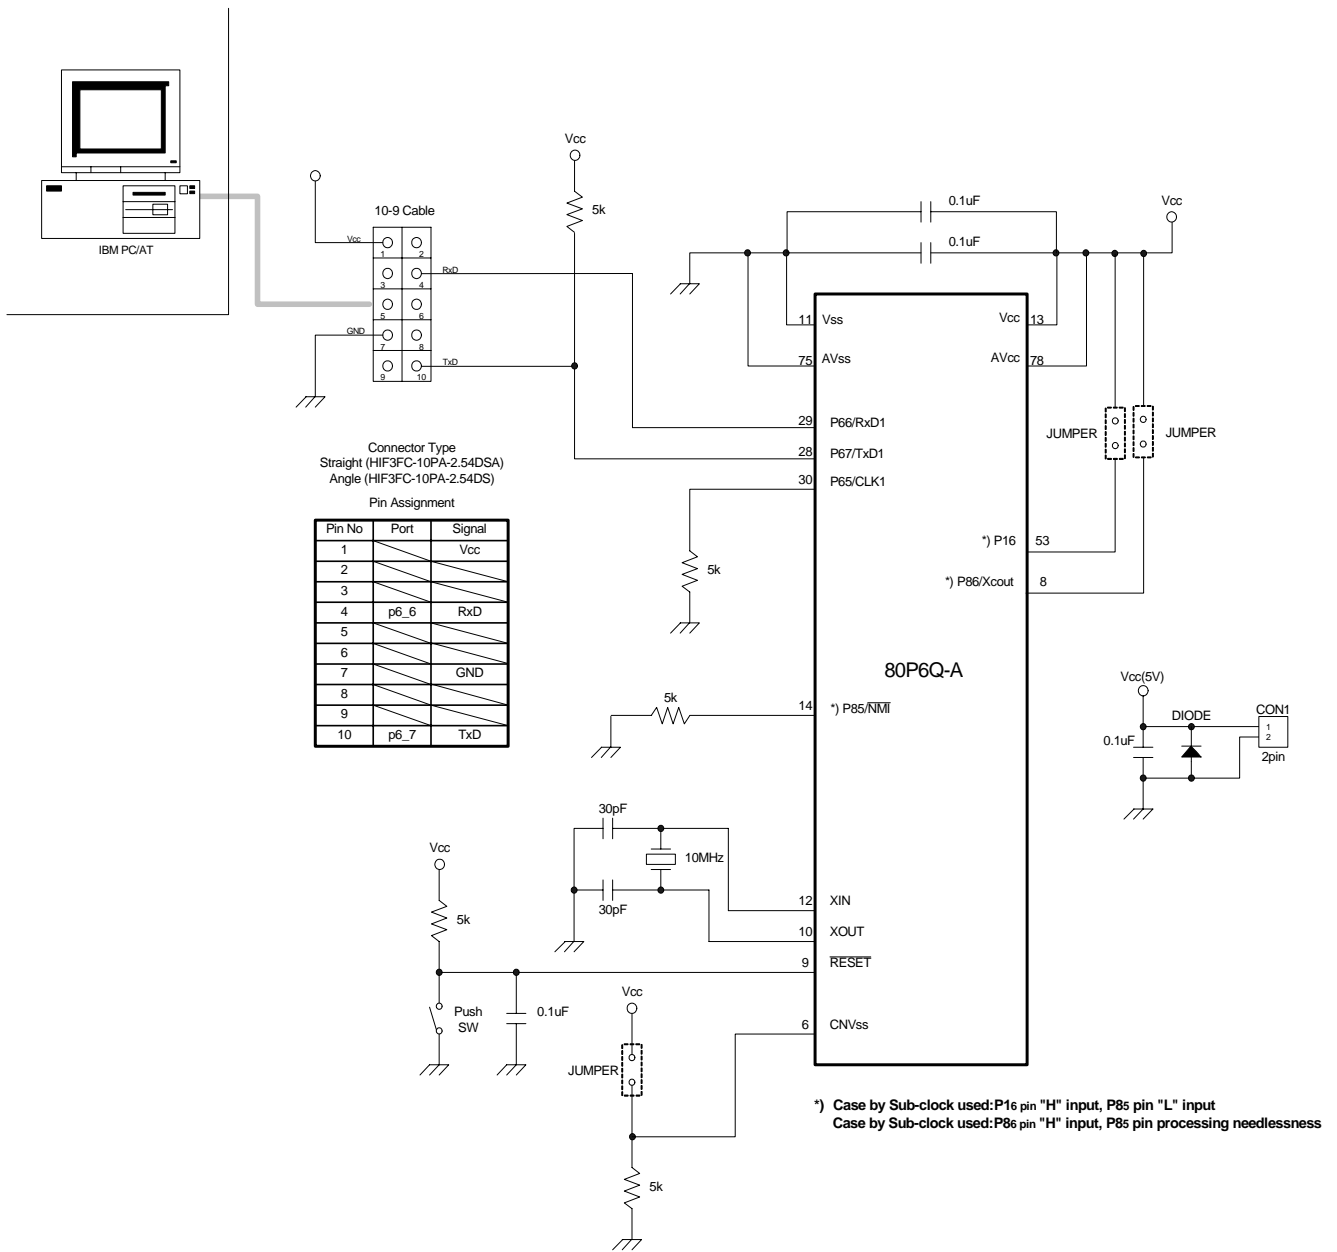 IBM PC/AT
10-9 Cable
Vcc
1
2
3
4
RxD
5
6
GND
7
8
9
10
TxD
Vcc
5k
Connector Type
Straight (HIF3FC-10PA-2.54DSA)
Angle (HIF3FC-10PA-2.54DS)
Pin Assignment
Pin No Port Signal
1 Vcc
2
3
4 p6_6 RxD
5
6
7 GND
8
9
10 p6_7 TxD
0.1uF
0.1uF
Vcc
11 Vss
Vcc 13
75 AVss
AVcc 78
29 P66/RxD1
28 P67/TxD1
30 P65/CLK1
JUMPER
JUMPER
5k
*) P16 53
*) P86/Xcout 8
80P6Q-A
5k
14 *) P85/NMI
Vcc(5V)
0.1uF
DIODE
CON1
1
2
2pin
30pF
10MHz
30pF
12 XIN
10 XOUT
9 RESET
6 CNVss
Vcc
5k
Push
SW
0.1uF
Vcc
JUMPER
5k
*) Case by Sub-clock used:P16 pin "H" input, P85 pin "L" input
Case by Sub-clock used:P86 pin "H" input, P85 pin processing needlessness